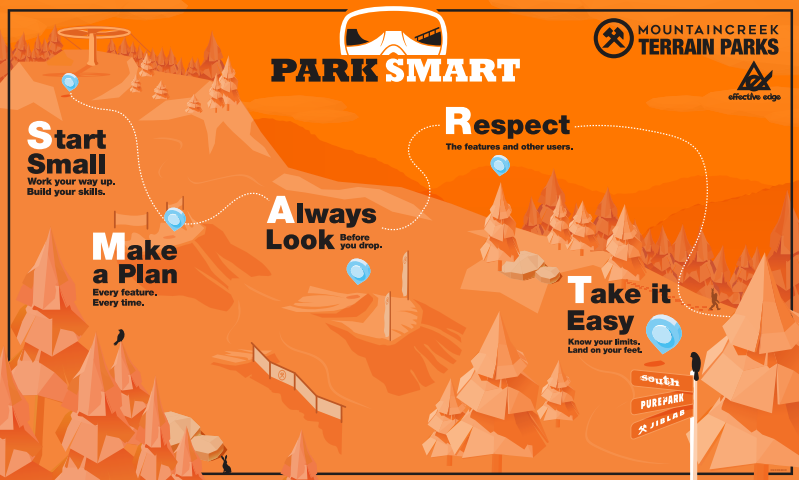 PARK SMART
MOUNTAINCREEK
TERRAIN PARKS
effective edge
Start
Small
Work your way up.
Build your skills.
Make
a Plan
Every feature.
Every time.
Always
Look Before
you drop.
Respect
The features and other users.
Take it
Easy
Know your limits.
Land on your feet.
south
PUREPARK
JIBLAB